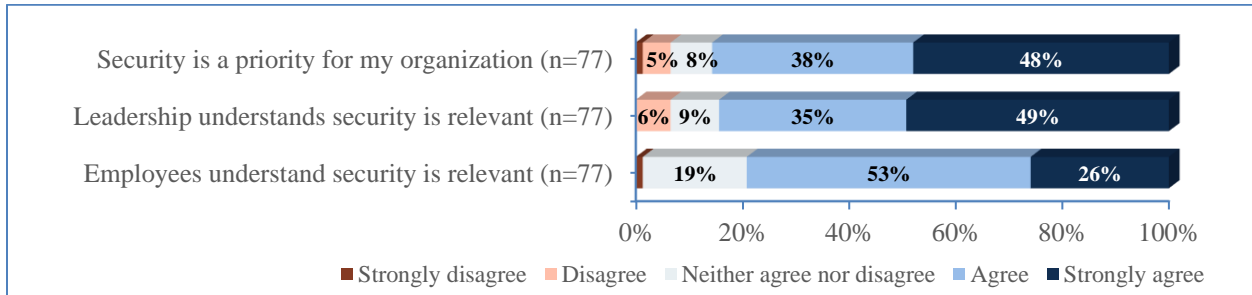 Security is a priority for my organization (n=77) 5% 8% 38% 48%
Leadership understands security is relevant (n=77) 6% 9% 35% 49%
Employees understand security is relevant (n=77) 19% 53% 26%
0% 20% 40% 60% 80% 100%
Strongly disagree Disagree Neither agree nor disagree Agree Strongly agree